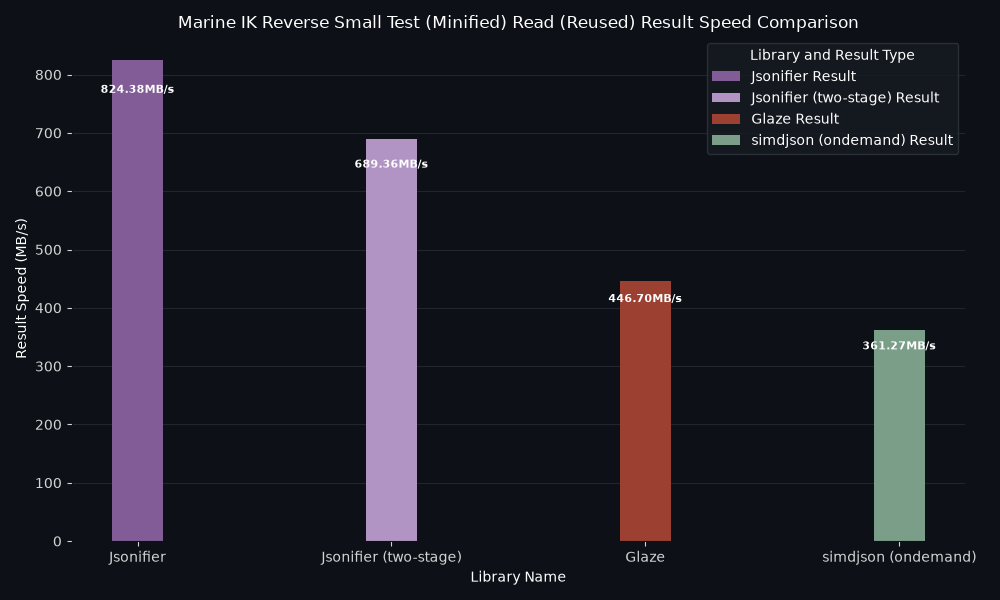 Marine IK Reverse Small Test (Minified) Read (Reused) Result Speed Comparison
Library and Result Type
Jsonifier Result
Jsonifier (two-stage) Result
Glaze Result
simdjson (ondemand) Result
Result Speed (MB/s)
800
700
600
500
400
300
200
100
0
824.38MB/s
689.36MB/s
446.70MB/s
361.27MB/s
Jsonifier
Jsonifier (two-stage)
Glaze
simdjson (ondemand)
Library Name